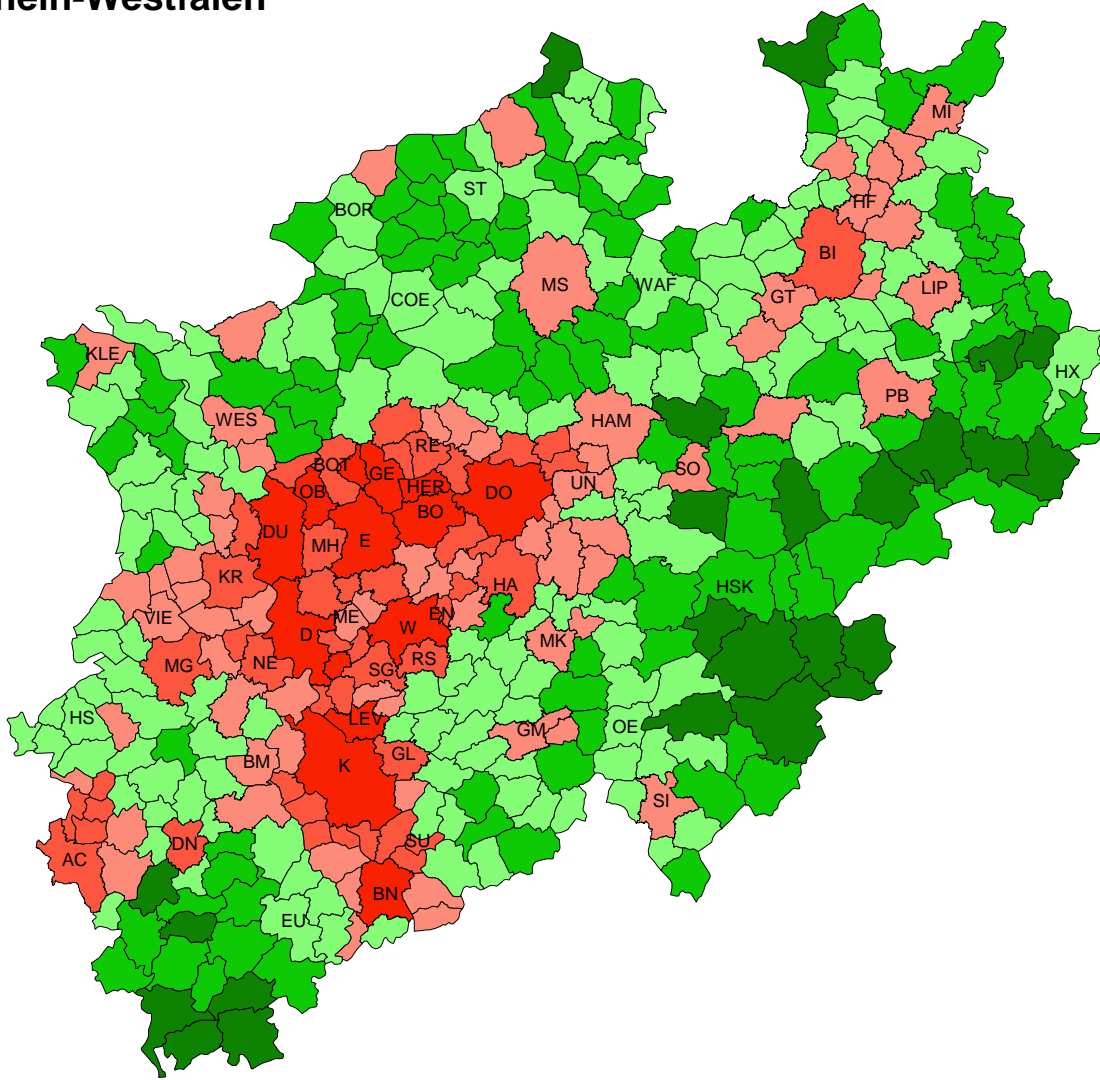 hein-Westfalen
MI
ST
HF
BOR
BI
MS
WAF
LIP
COE
GT
KLE
HX
PB
WES
HAM
RE
BOT
SO
GE
UN
HER
OB
DO
BO
DU
E
MH
KR
HA
HSK
EN
ME
VIE
W
D
MK
RS
NE
MG
SG
HS
LEV
OE
GM
GL
BM
K
SI
SU
DN
AC
BN
EU